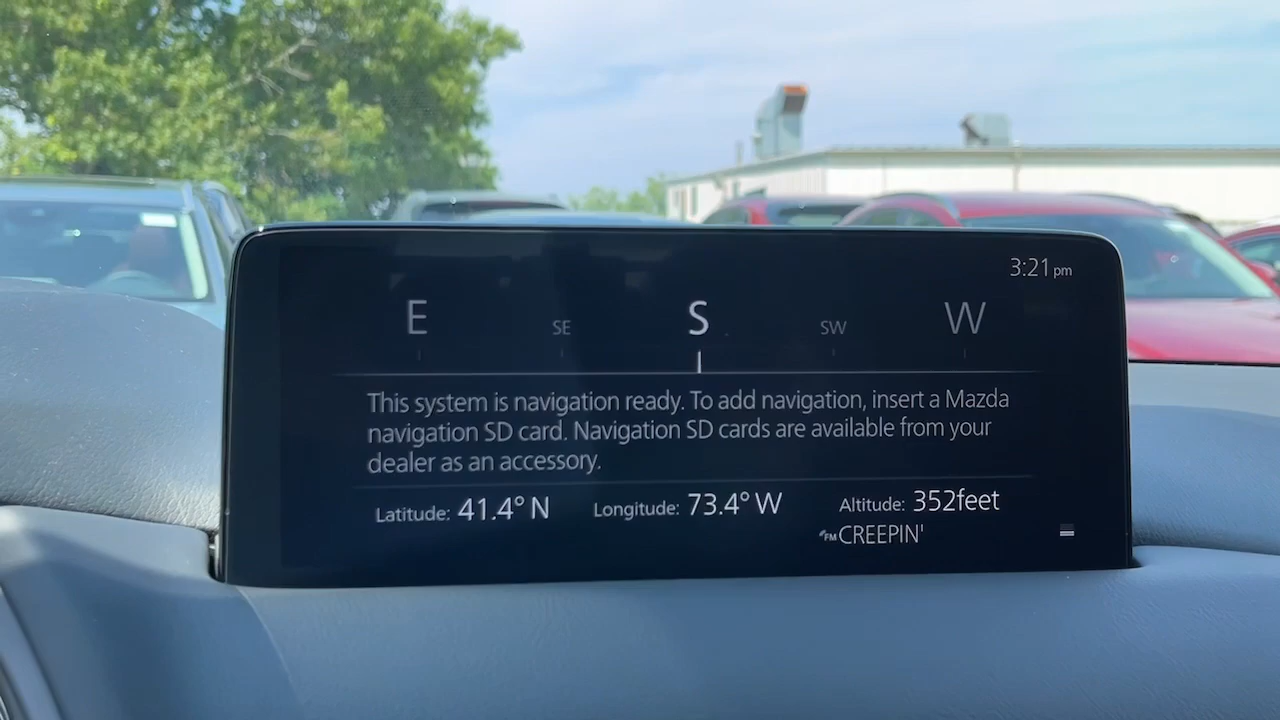 3:21 pm
E SE S SW W
This system is navigation ready. To add navigation, insert a Mazda
navigation SD card. Navigation SD cards are available from your
dealer as an accessory.
Latitude: 41.4° N Longitude: 73.4° W Altitude: 352feet
FM CREEPIN'